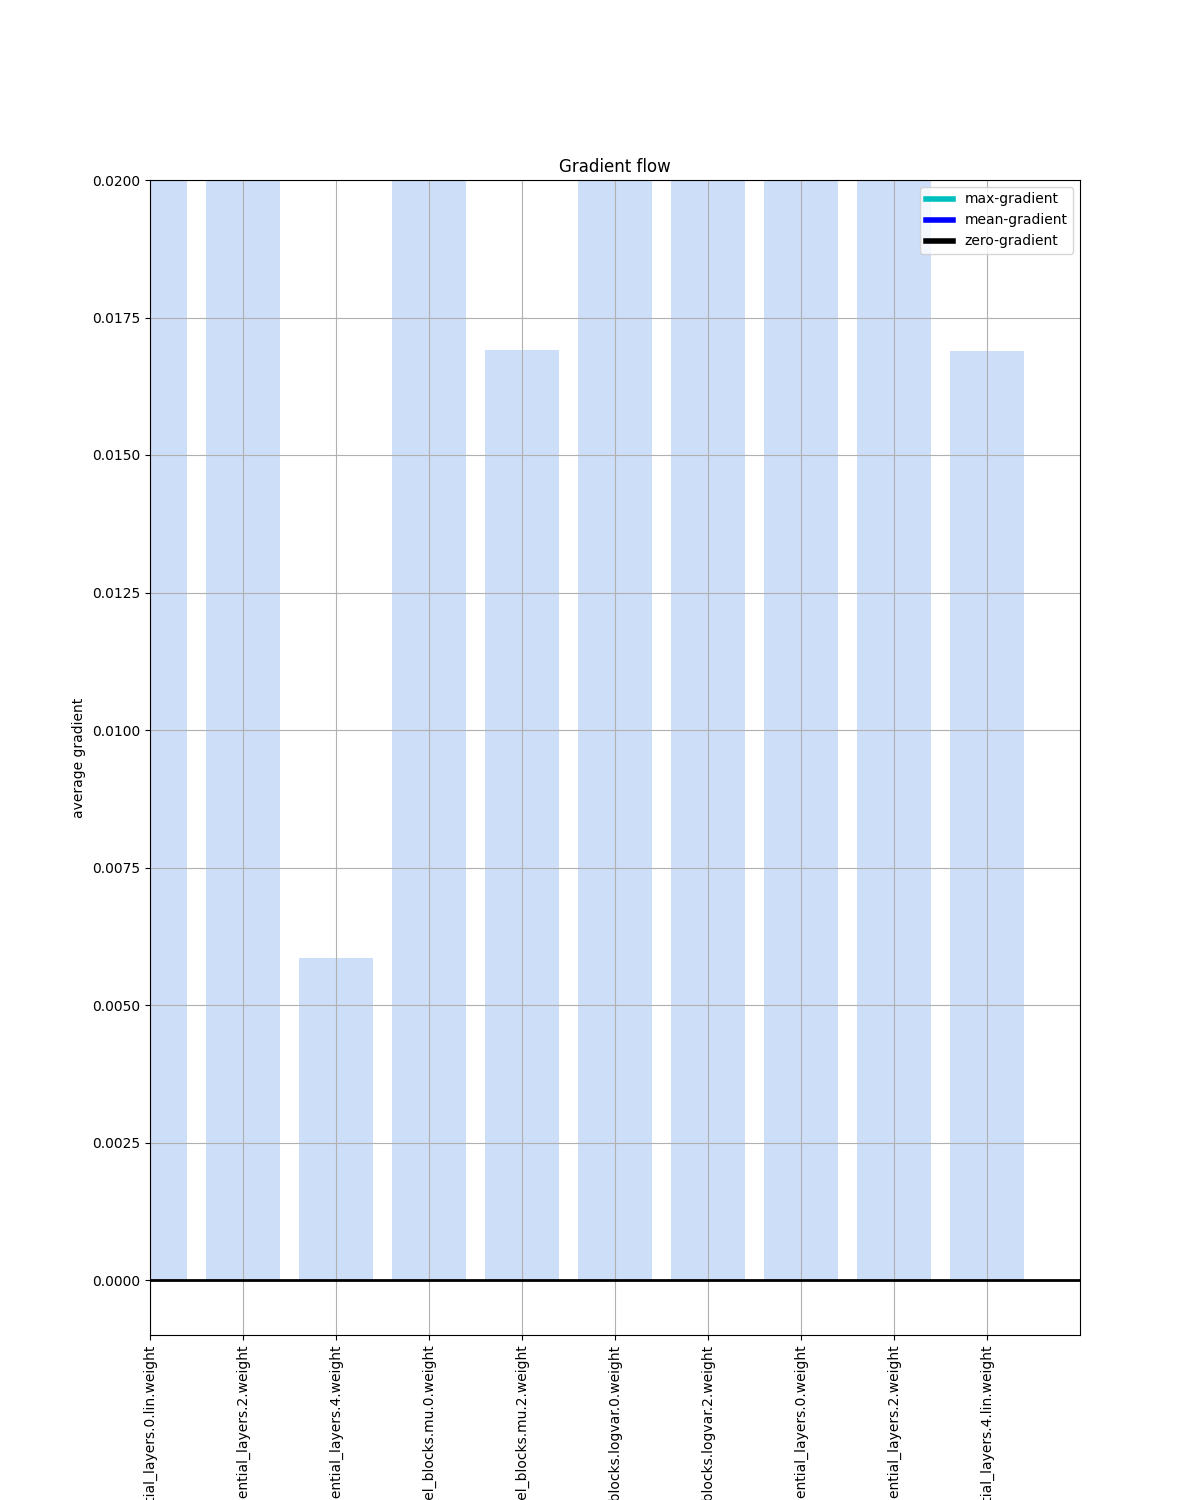 Gradient flow
max-gradient
mean-gradient
zero-gradient
0.0200
0.0175
0.0150
0.0125
0.0100
0.0075
0.0050
0.0025
0.0000
average gradient
tial_layers.0.lin.weight
ential_layers.2.weight
ential_layers.4.weight
el_blocks.mu.0.weight
el_blocks.mu.2.weight
blocks.logvar.0.weight
blocks.logvar.2.weight
ential_layers.0.weight
ential_layers.2.weight
tial_layers.4.lin.weight